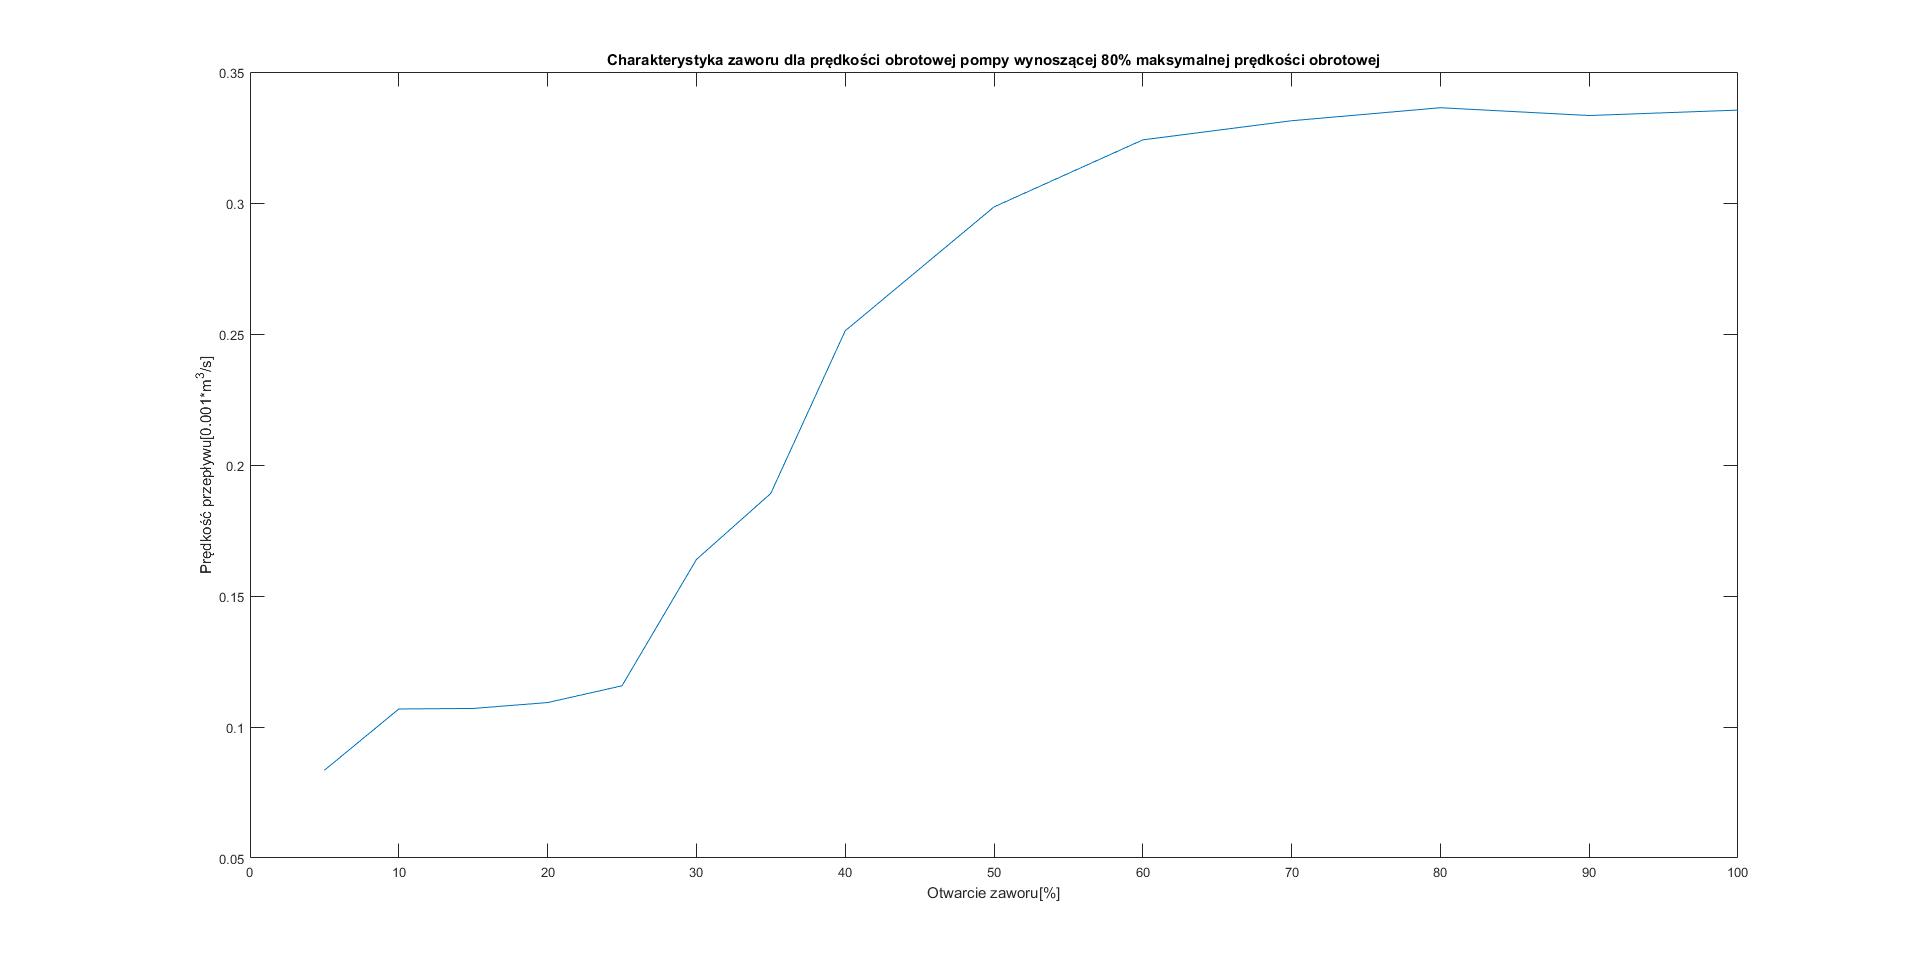 Charakterystyka zaworu dla prędkości obrotowej pompy wynoszącej 80% maksymalnej prędkości obrotowej
0.35
0.3
0.25
0.2
0.15
0.1
0.05
Prędkość przepływu[0.001*m³/s]
0 10 20 30 40 50 60 70 80 90 100
Otwarcie zaworu[%]